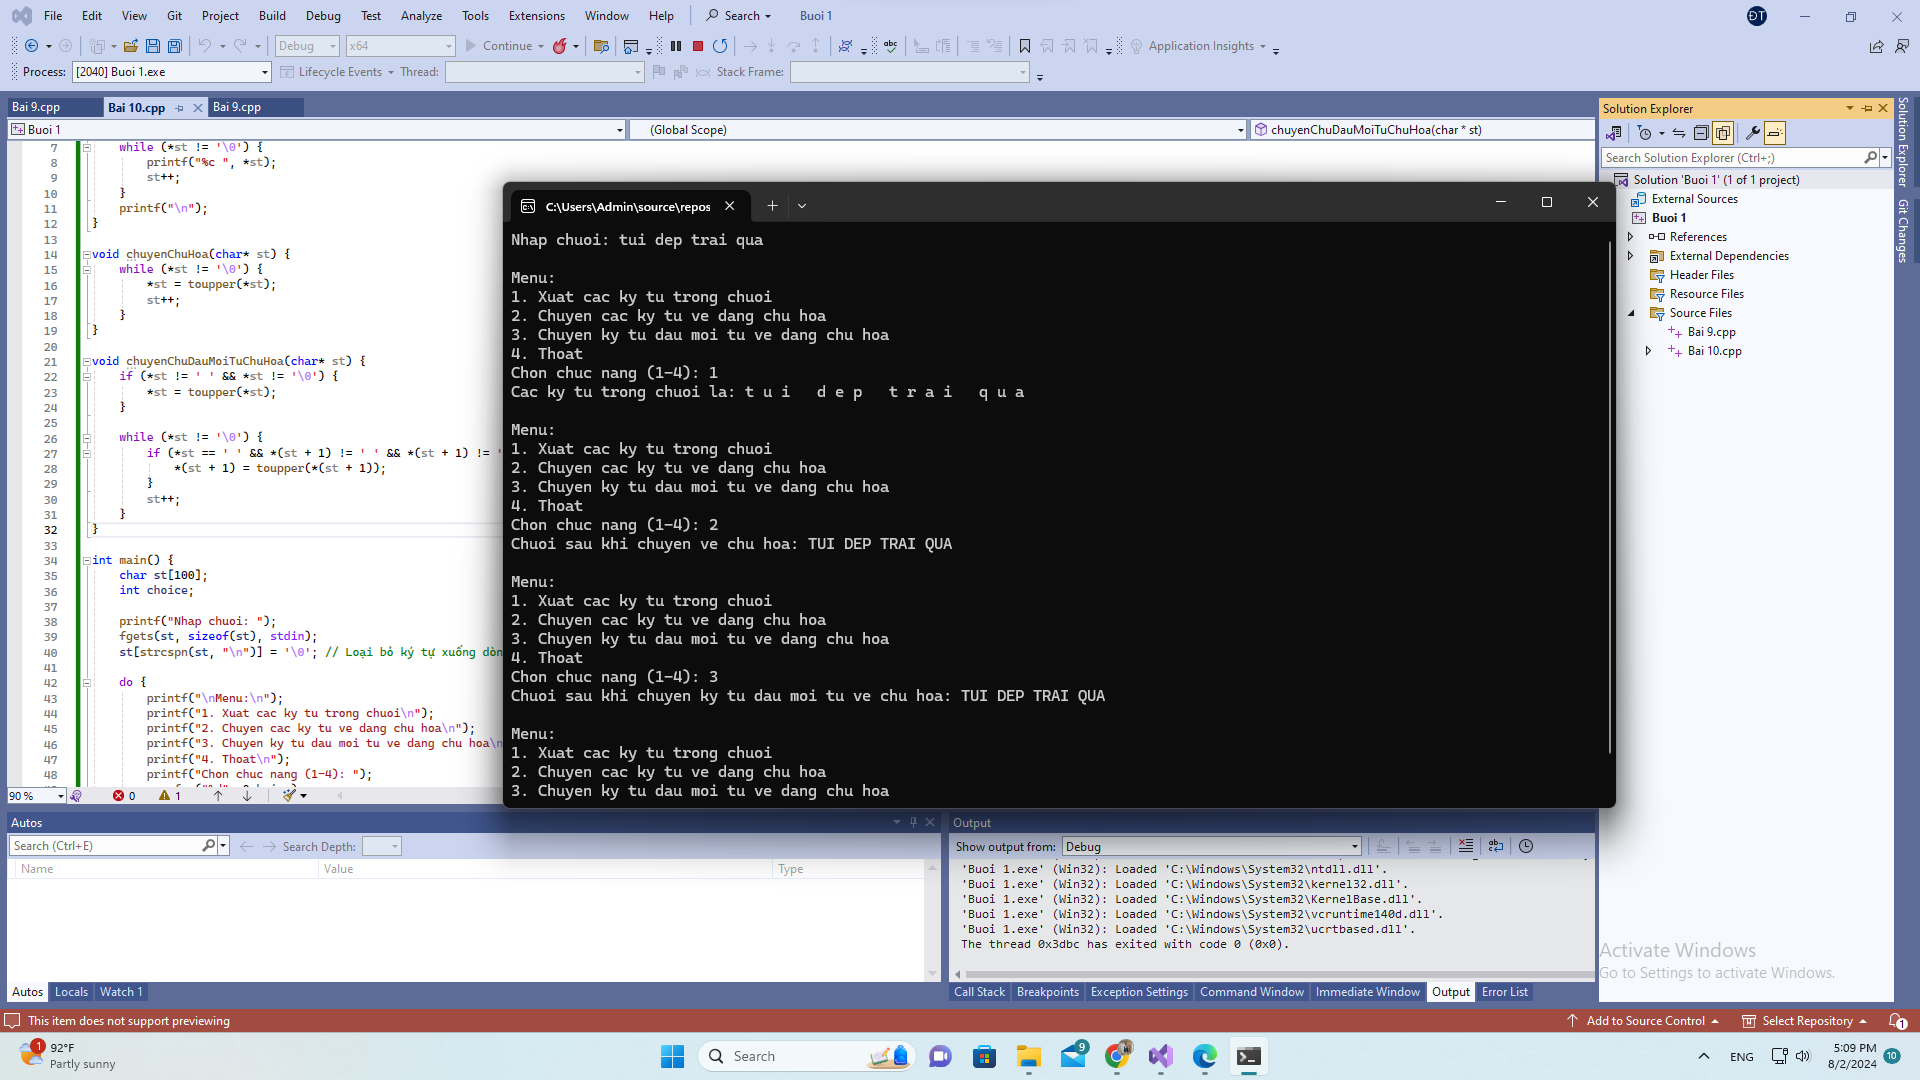 File Edit View Git Project Build Debug Test Analyze Tools Extensions Window Help Search Buoi 1 ĐT
Debug x64 Continue Application Insights
Process: [2040] Buoi 1.exe Lifecycle Events Thread: Stack Frame:
Bai 9.cpp Bai 10.cpp Bai 9.cpp
Buoi 1 (Global Scope) chuyenChuDauMoiTuChuHoa(char * st)
7 while (*st != '\0') {
8 printf("%c ", *st);
9 st++;
10 }
11 printf("\n");
12 }
13
14 void chuyenChuHoa(char* st) {
15 while (*st != '\0') {
16 *st = toupper(*st);
17 st++;
18 }
19 }
20
21 void chuyenChuDauMoiTuChuHoa(char* st) {
22 if (*st != ' ' && *st != '\0') {
23 *st = toupper(*st);
24 }
25
26 while (*st != '\0') {
27 if (*st == ' ' && *(st + 1) != ' ' && *(st + 1) != '
28 *(st + 1) = toupper(*(st + 1));
29 }
30 st++;
31 }
32 }
33
34 int main() {
35 char st[100];
36 int choice;
37
38 printf("Nhap chuoi: ");
39 fgets(st, sizeof(st), stdin);
40 st[strcspn(st, "\n")] = '\0'; // Loại bỏ ký tự xuống dòn
41
42 do {
43 printf("\nMenu:\n");
44 printf("1. Xuat cac ky tu trong chuoi\n");
45 printf("2. Chuyen cac ky tu ve dang chu hoa\n");
46 printf("3. Chuyen ky tu dau moi tu ve dang chu hoa\n
47 printf("4. Thoat\n");
48 printf("Chon chuc nang (1-4): ");
90 % 0 1
C:\Users\Admin\source\repos
Nhap chuoi: tui dep trai qua
Menu:
1. Xuat cac ky tu trong chuoi
2. Chuyen cac ky tu ve dang chu hoa
3. Chuyen ky tu dau moi tu ve dang chu hoa
4. Thoat
Chon chuc nang (1-4): 1
Cac ky tu trong chuoi la: t u i   d e p   t r a i   q u a
Menu:
1. Xuat cac ky tu trong chuoi
2. Chuyen cac ky tu ve dang chu hoa
3. Chuyen ky tu dau moi tu ve dang chu hoa
4. Thoat
Chon chuc nang (1-4): 2
Chuoi sau khi chuyen ve chu hoa: TUI DEP TRAI QUA
Menu:
1. Xuat cac ky tu trong chuoi
2. Chuyen cac ky tu ve dang chu hoa
3. Chuyen ky tu dau moi tu ve dang chu hoa
4. Thoat
Chon chuc nang (1-4): 3
Chuoi sau khi chuyen ky tu dau moi tu ve chu hoa: TUI DEP TRAI QUA
Menu:
1. Xuat cac ky tu trong chuoi
2. Chuyen cac ky tu ve dang chu hoa
3. Chuyen ky tu dau moi tu ve dang chu hoa
Solution Explorer
Search Solution Explorer (Ctrl+;)
Solution 'Buoi 1' (1 of 1 project)
External Sources
Buoi 1
References
External Dependencies
Header Files
Resource Files
Source Files
Bai 9.cpp
Bai 10.cpp
Solution Explorer
Git Changes
Autos
Search (Ctrl+E) Search Depth:
Name Value Type
Autos Locals Watch 1
Output
Show output from: Debug
'Buoi 1.exe' (Win32): Loaded 'C:\Windows\System32\ntdll.dll'.
'Buoi 1.exe' (Win32): Loaded 'C:\Windows\System32\kernel32.dll'.
'Buoi 1.exe' (Win32): Loaded 'C:\Windows\System32\KernelBase.dll'.
'Buoi 1.exe' (Win32): Loaded 'C:\Windows\System32\vcruntime140d.dll'.
'Buoi 1.exe' (Win32): Loaded 'C:\Windows\System32\ucrtbased.dll'.
The thread 0x3dbc has exited with code 0 (0x0).
Call Stack Breakpoints Exception Settings Command Window Immediate Window Output Error List
Activate Windows
Go to Settings to activate Windows.
This item does not support previewing Add to Source Control Select Repository 1
1 92°F
Partly sunny
Search 9 ENG 5:09 PM
8/2/2024 10